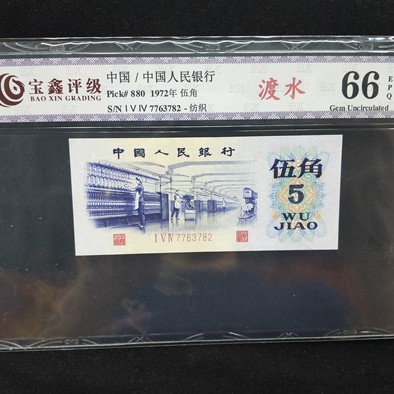 宝鑫评级
BAO XIN GRADING
中国 / 中国人民银行
Pick# 880 1972年 伍角
S/N I V IV 7763782 - 纺织
渡水
66
EPQ
Gem Uncirculated
中國人民銀行
伍角
5
WU
JIAO
I V IV 7763782